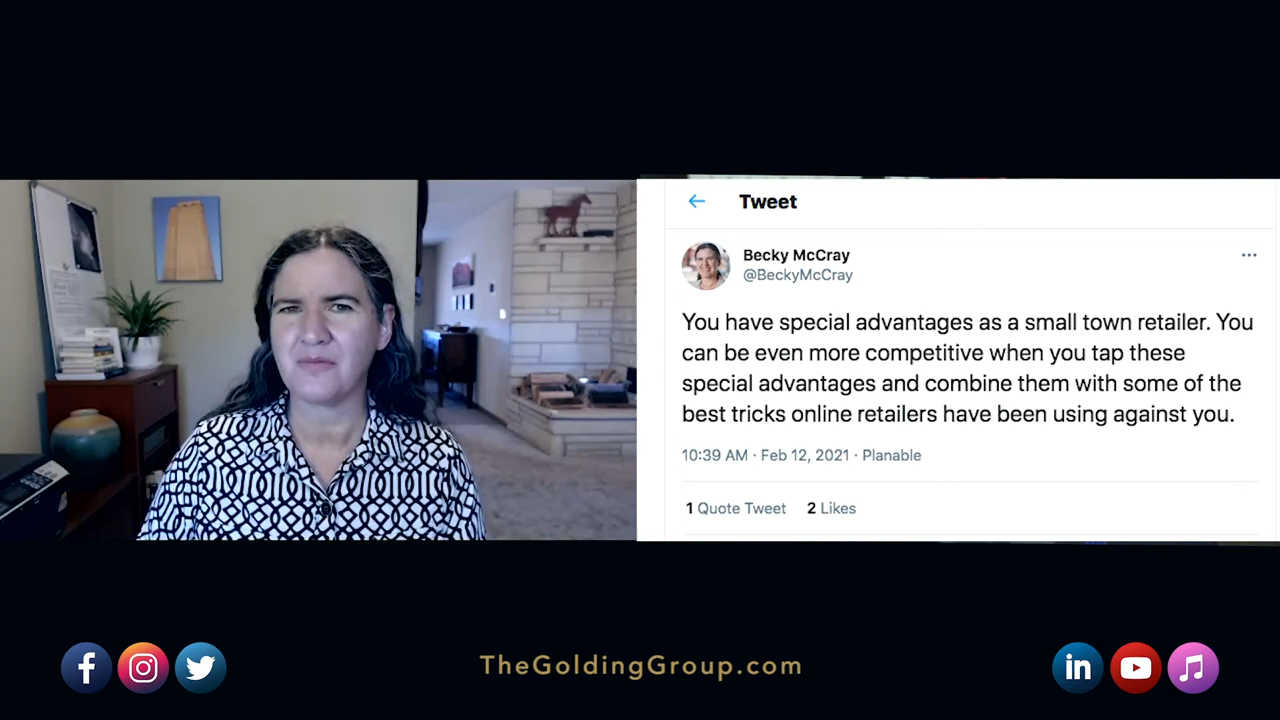 Tweet
Becky McCray
@BeckyMcCray
You have special advantages as a small town retailer. You
can be even more competitive when you tap these
special advantages and combine them with some of the
best tricks online retailers have been using against you.
10:39 AM · Feb 12, 2021 · Planable
1 Quote Tweet 2 Likes
TheGoldingGroup.com